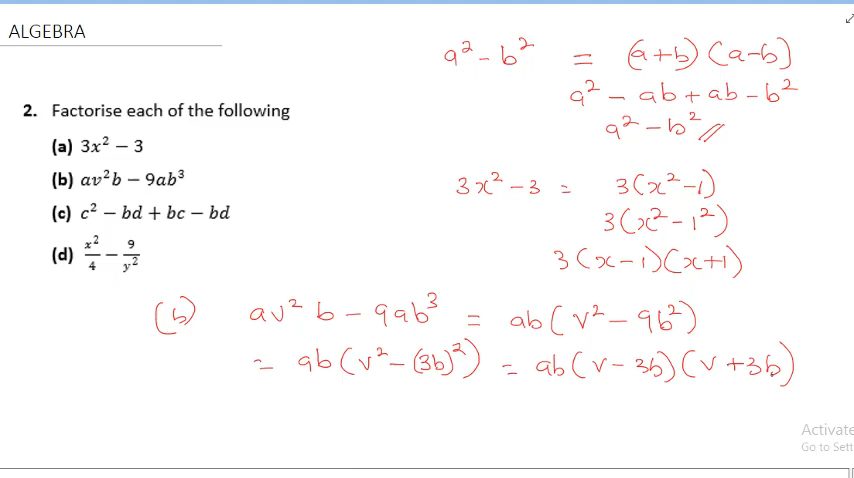 ALGEBRA
a² - b² = (a+b)(a-b)
a² - ab + ab - b²
a² - b² //
2. Factorise each of the following
(a) 3x² − 3
(b) av²b − 9ab³
(c) c² − bd + bc − bd
(d) x²/4 − 9/y²
3x² - 3 = 3(x² - 1)
3(x² - 1²)
3(x - 1)(x + 1)
(b) av²b - 9ab³ = ab(v² - 9b²)
= ab(v² - (3b)²) = ab(v - 3b)(v + 3b)
Activate
Go to Sett